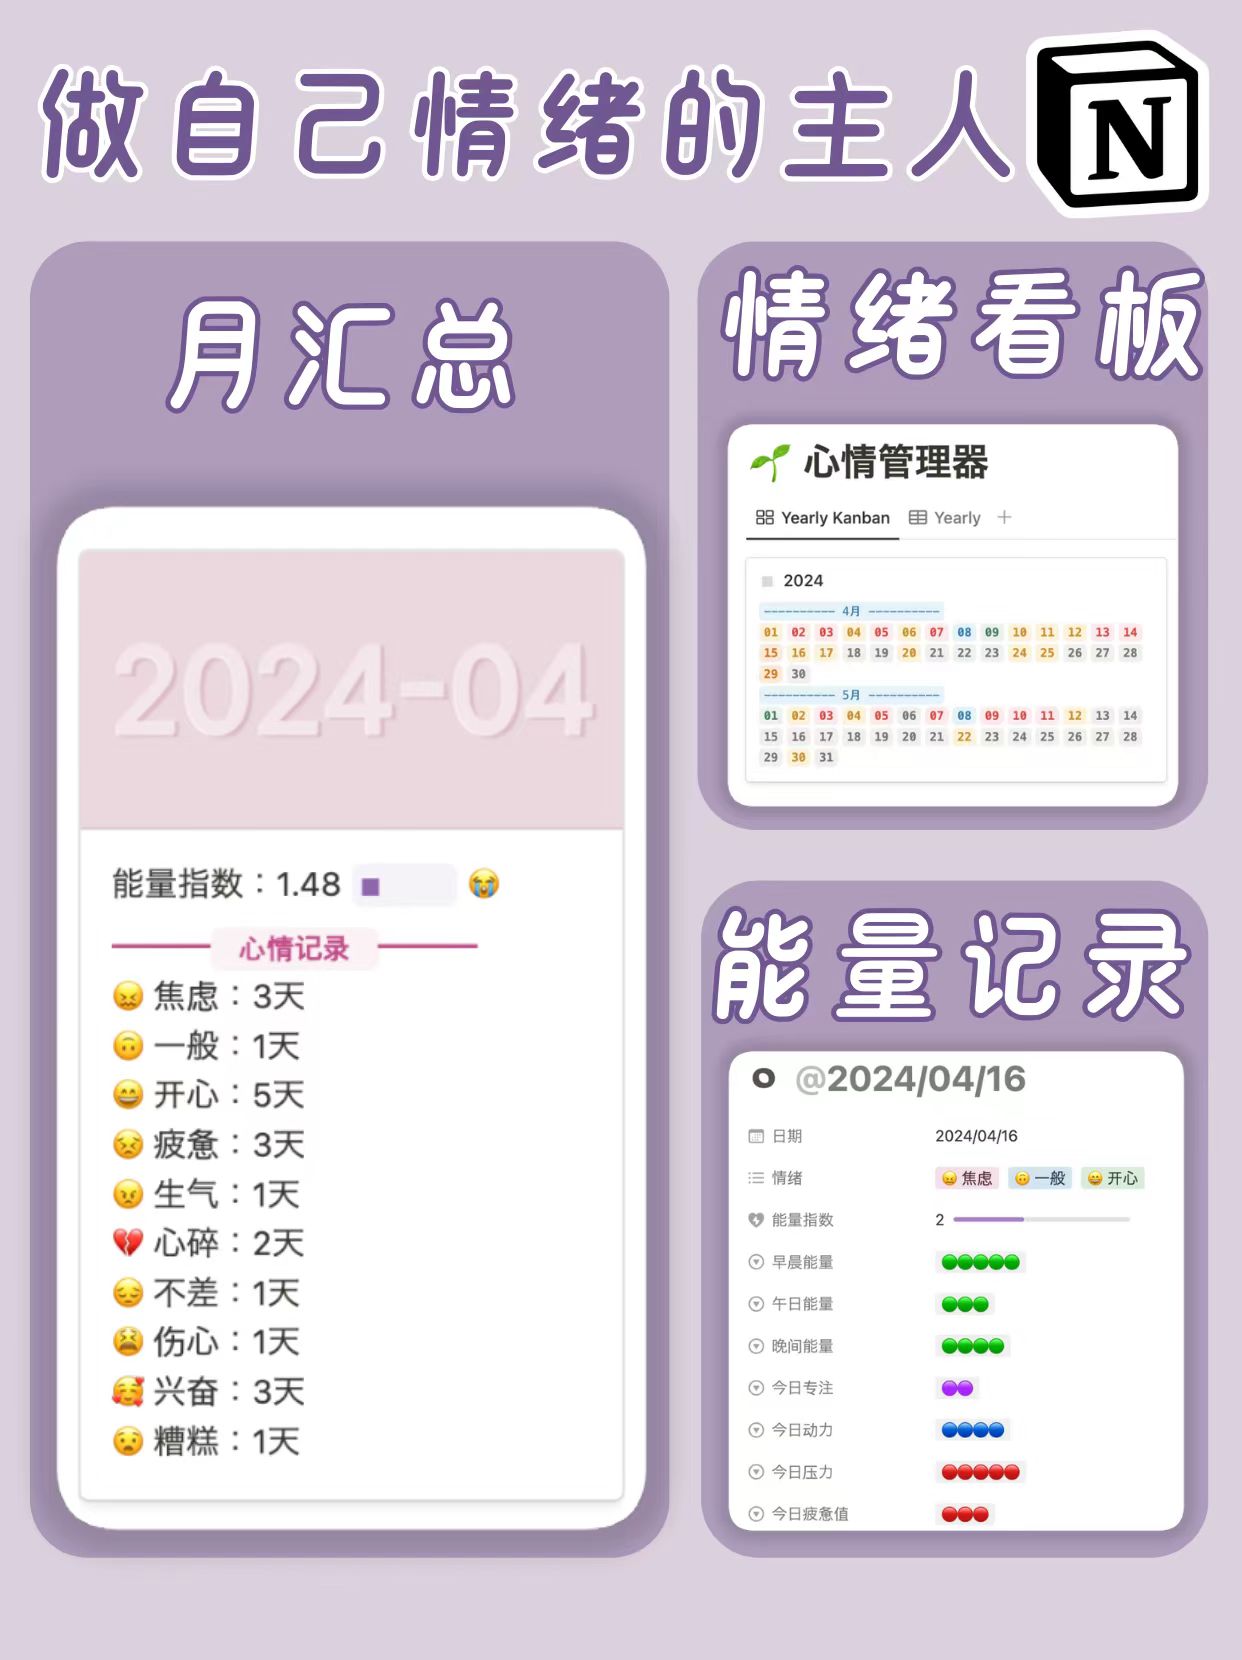 做自己情绪的主人
N
月汇总
2024-04
能量指数：1.48
心情记录
焦虑：3天
一般：1天
开心：5天
疲惫：3天
生气：1天
心碎：2天
不差：1天
伤心：1天
兴奋：3天
糟糕：1天
情绪看板
心情管理器
Yearly Kanban Yearly +
2024
---------- 4月 ----------
01 02 03 04 05 06 07 08 09 10 11 12 13 14
15 16 17 18 19 20 21 22 23 24 25 26 27 28
29 30
---------- 5月 ----------
01 02 03 04 05 06 07 08 09 10 11 12 13 14
15 16 17 18 19 20 21 22 23 24 25 26 27 28
29 30 31
能量记录
@2024/04/16
日期 2024/04/16
情绪 焦虑 一般 开心
能量指数 2
早晨能量
午日能量
晚间能量
今日专注
今日动力
今日压力
今日疲惫值